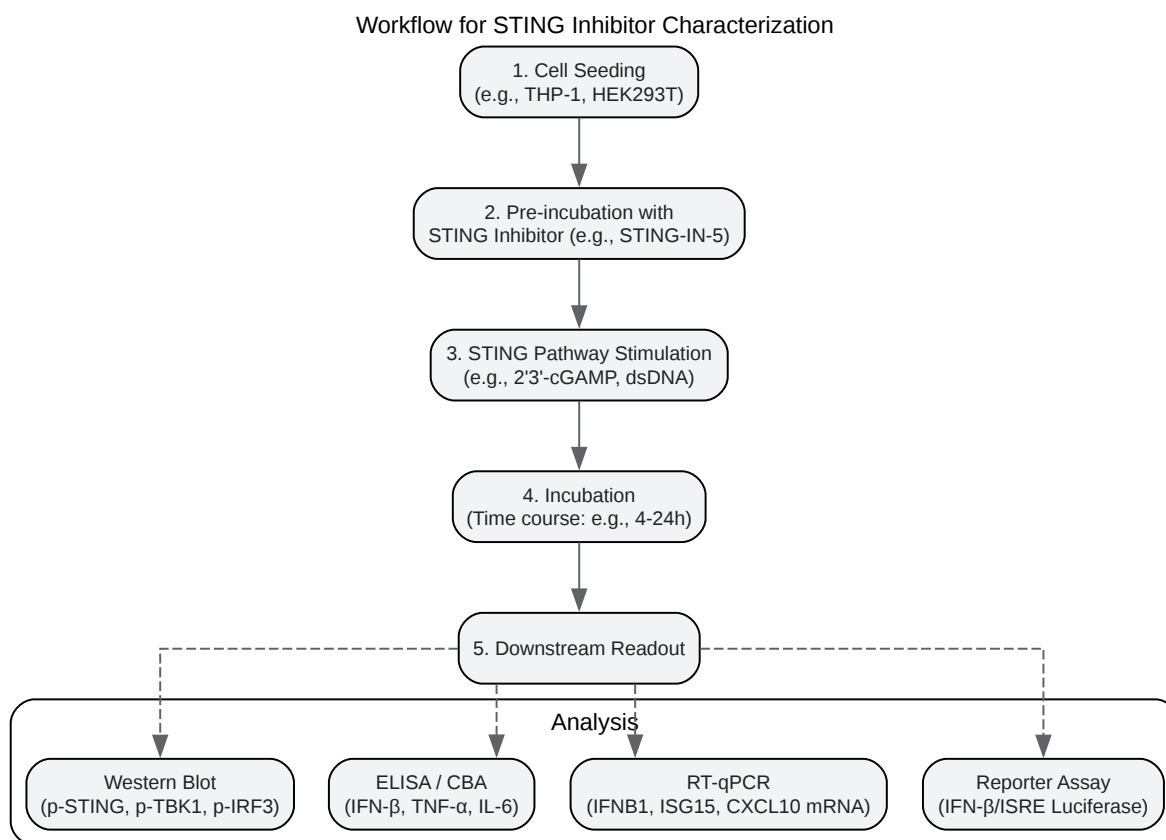 Workflow for STING Inhibitor Characterization
1. Cell Seeding
(e.g., THP-1, HEK293T)
2. Pre-incubation with
STING Inhibitor (e.g., STING-IN-5)
3. STING Pathway Stimulation
(e.g., 2'3'-cGAMP, dsDNA)
4. Incubation
(Time course: e.g., 4-24h)
5. Downstream Readout
Analysis
Western Blot
(p-STING, p-TBK1, p-IRF3)
ELISA / CBA
(IFN-β, TNF-α, IL-6)
RT-qPCR
(IFNB1, ISG15, CXCL10 mRNA)
Reporter Assay
(IFN-β/ISRE Luciferase)